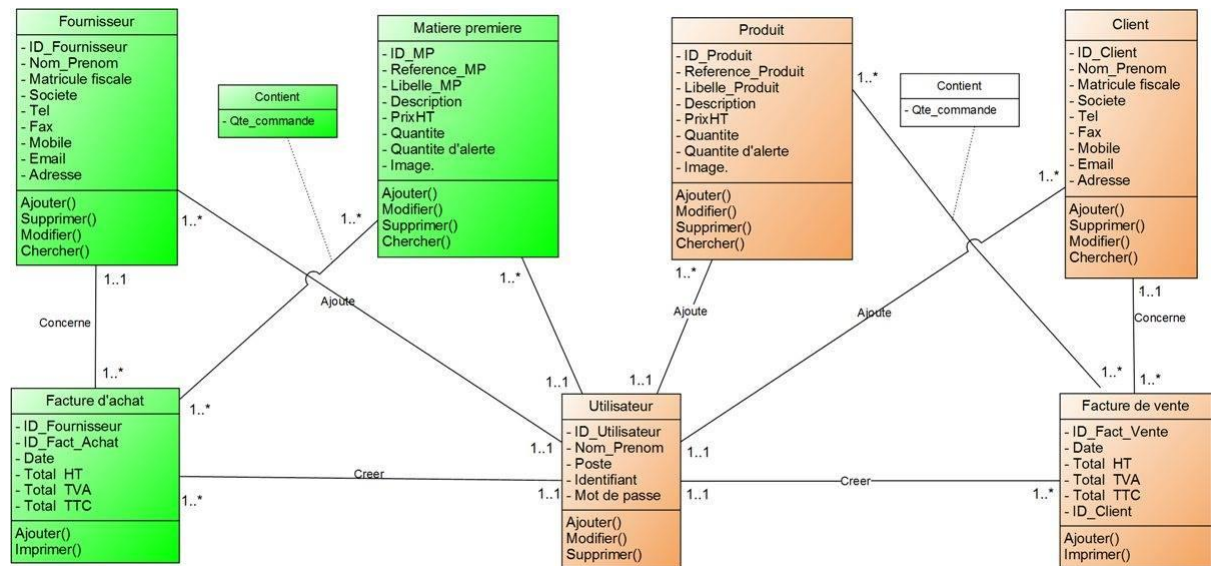 Fournisseur
- ID_Fournisseur
- Nom_Prenom
- Matricule fiscale
- Societe
- Tel
- Fax
- Mobile
- Email
- Adresse
Ajouter()
Supprimer()
Modifier()
Chercher()
Contient
- Qte_commande
Matiere premiere
- ID_MP
- Reference_MP
- Libelle_MP
- Description
- PrixHT
- Quantite
- Quantite d'alerte
- Image.
Ajouter()
Modifier()
Supprimer()
Chercher()
Produit
- ID_Produit
- Reference_Produit
- Libelle_Produit
- Description
- PrixHT
- Quantite
- Quantite d'alerte
- Image.
Ajouter()
Modifier()
Supprimer()
Chercher()
Contient
- Qte_commande
Client
- ID_Client
- Nom_Prenom
- Matricule fiscale
- Societe
- Tel
- Fax
- Mobile
- Email
- Adresse
Ajouter()
Supprimer()
Modifier()
Chercher()
1..*
1..*
1..*
1..*
1..1
1..*
1..*
1..1
Concerne
Ajoute
Ajoute
Ajoute
Concerne
1..*
1..*
1..1
1..1
1..*
1..*
Facture d'achat
- ID_Fournisseur
- ID_Fact_Achat
- Date
- Total HT
- Total TVA
- Total TTC
Ajouter()
Imprimer()
1..1
1..1
Creer
1..*
1..1
Utilisateur
- ID_Utilisateur
- Nom_Prenom
- Poste
- Identifiant
- Mot de passe
Ajouter()
Modifier()
Supprimer()
Creer
1..1
1..*
Facture de vente
- ID_Fact_Vente
- Date
- Total HT
- Total TVA
- Total TTC
- ID_Client
Ajouter()
Imprimer()